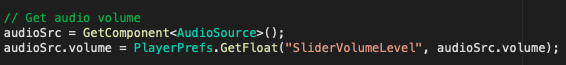 // Get audio volume
audioSrc = GetComponent<AudioSource>();
audioSrc.volume = PlayerPrefs.GetFloat("SliderVolumeLevel", audioSrc.volume);